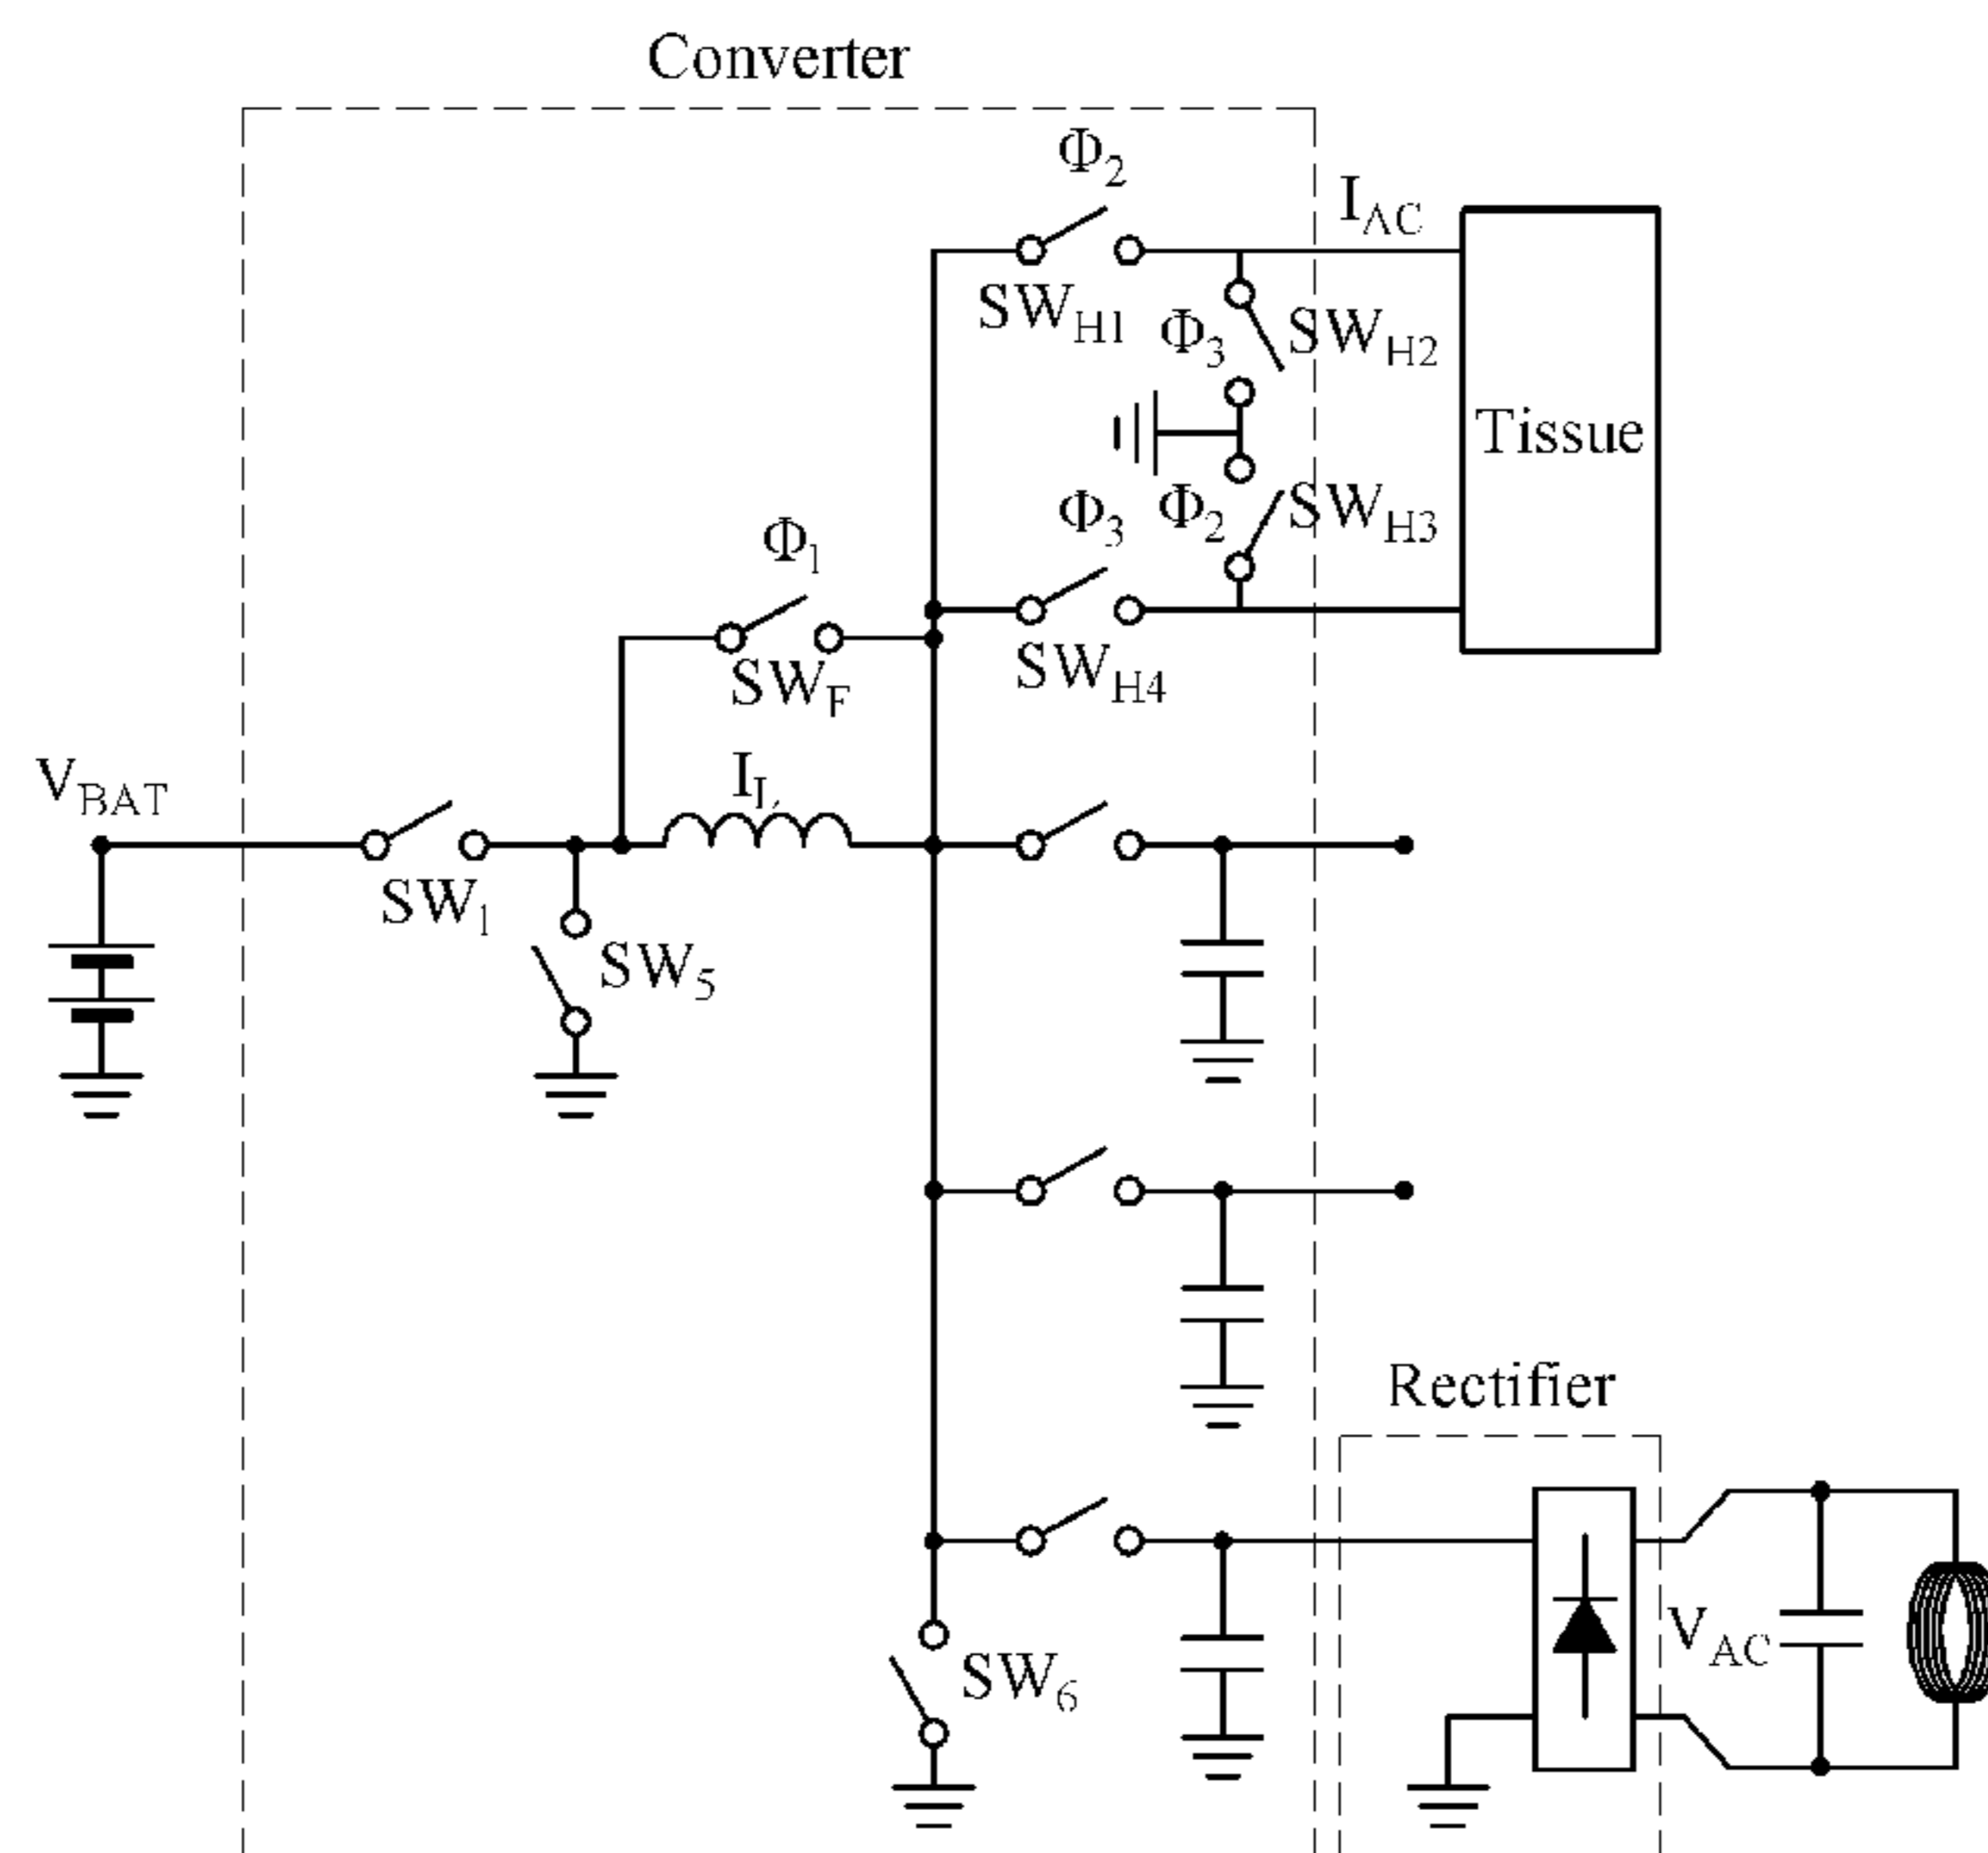 Converter
Φ2
IAC
SWH1
Φ3
SWH2
Tissue
Φ3
Φ2
SWH3
Φ1
SWF
SWH4
VBAT
IL
SW1
SW5
Rectifier
VAC
SW6